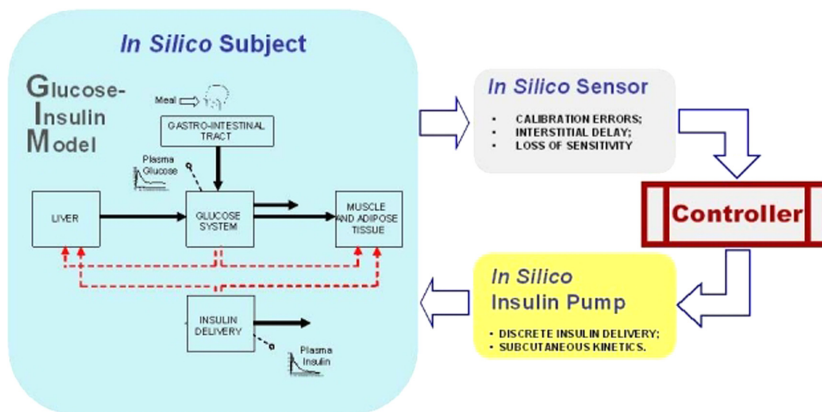 In Silico Subject
Glucose-
Insulin
Model
Meal
GASTRO-INTESTINAL
TRACT
Plasma
Glucose
LIVER
GLUCOSE
SYSTEM
MUSCLE
AND ADIPOSE
TISSUE
INSULIN
DELIVERY
Plasma
Insulin
In Silico Sensor
• CALIBRATION ERRORS;
• INTERSTITIAL DELAY;
• LOSS OF SENSITIVITY
Controller
In Silico
Insulin Pump
• DISCRETE INSULIN DELIVERY;
• SUBCUTANEOUS KINETICS.